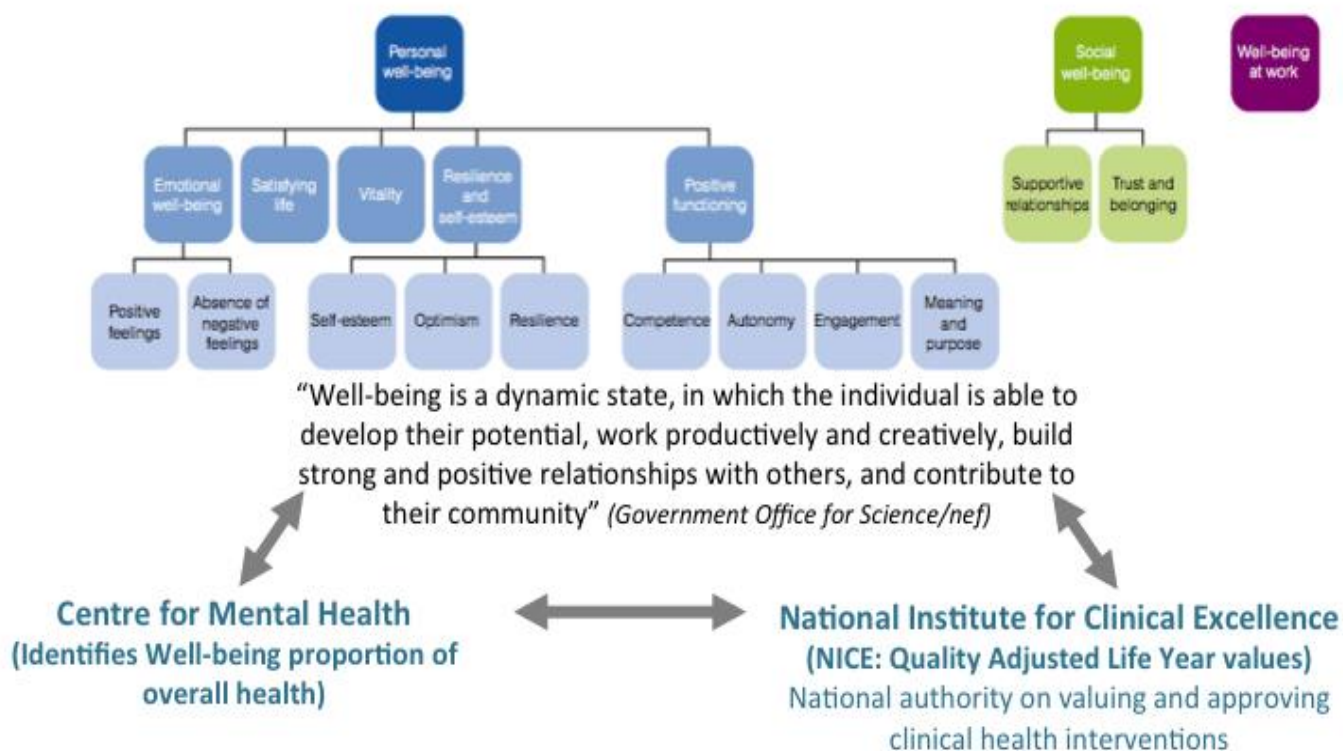 Personal
well-being
Social
well-being
Well-being
at work
Emotional
well-being
Satisfying
life
Vitality
Resilience
and
self-esteem
Positive
functioning
Supportive
relationships
Trust and
belonging
Positive
feelings
Absence of
negative
feelings
Self-esteem
Optimism
Resilience
Competence
Autonomy
Engagement
Meaning
and
purpose
“Well-being is a dynamic state, in which the individual is able to
develop their potential, work productively and creatively, build
strong and positive relationships with others, and contribute to
their community” (Government Office for Science/nef)
Centre for Mental Health
(Identifies Well-being proportion of
overall health)
National Institute for Clinical Excellence
(NICE: Quality Adjusted Life Year values)
National authority on valuing and approving
clinical health interventions